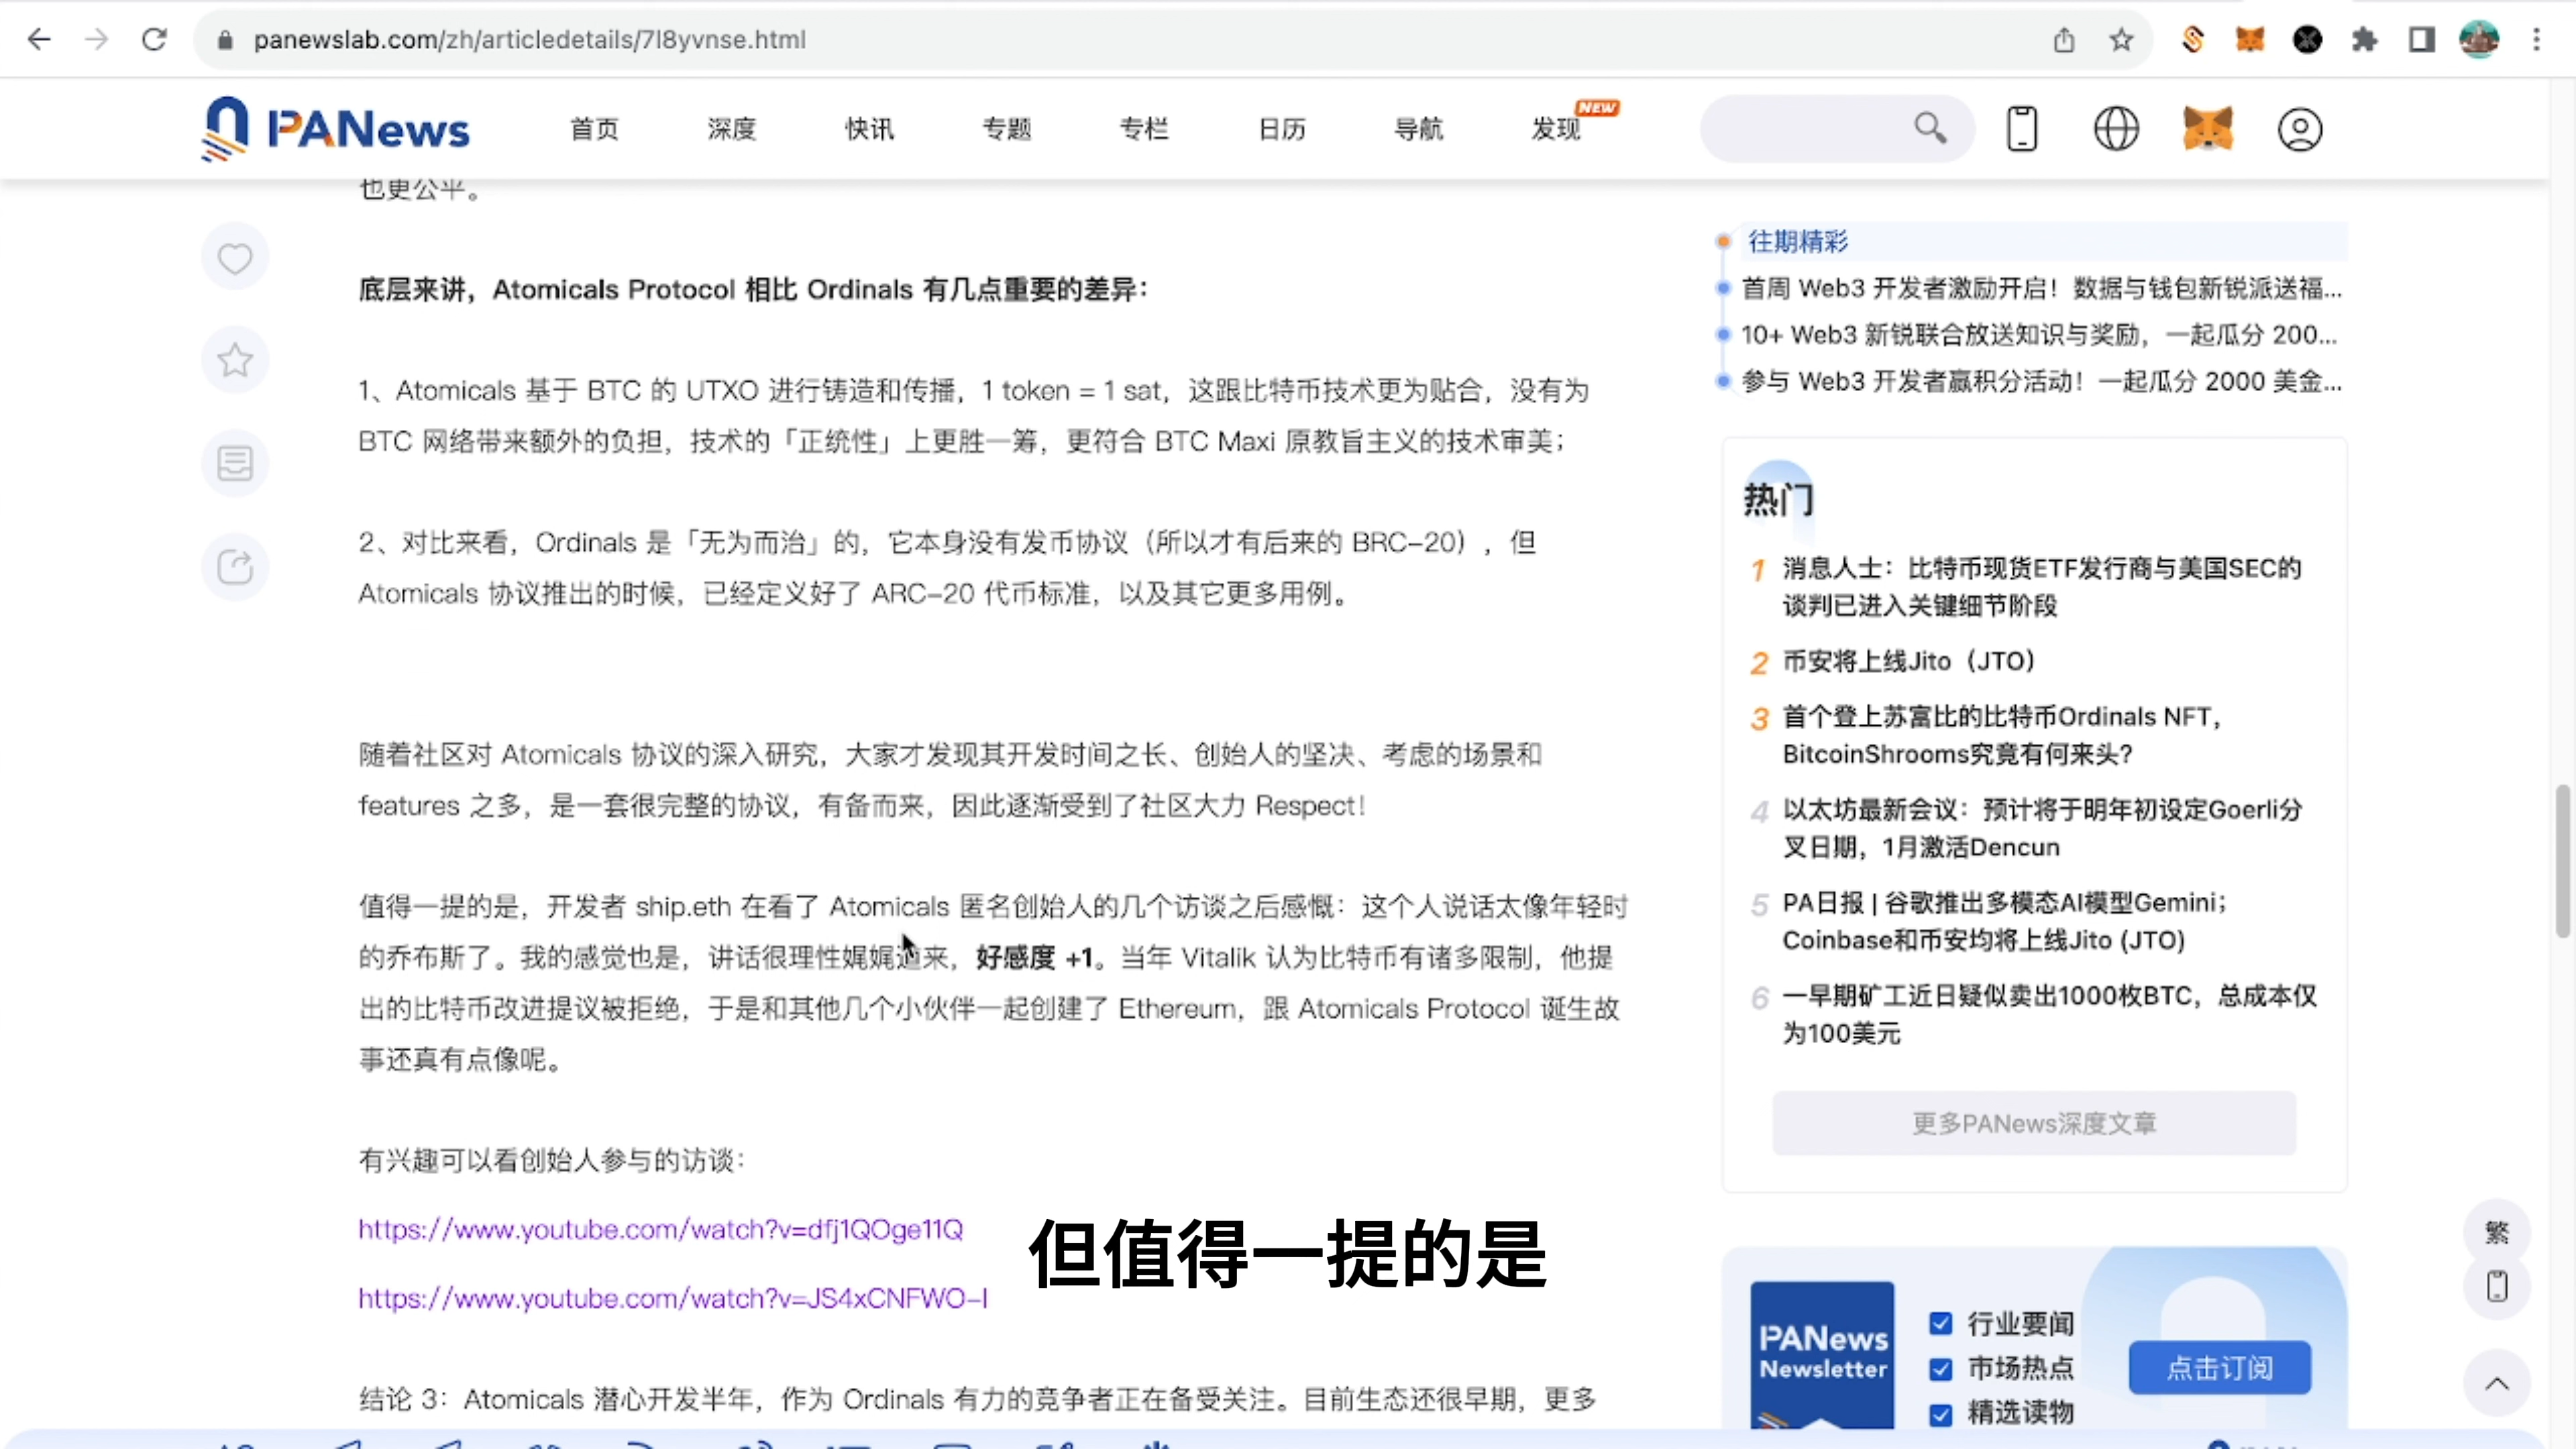 panewslab.com/zh/articledetails/7l8yvnse.html
PANews
首页
深度
快讯
专题
专栏
日历
导航
发现
NEW
也更公平。
底层来讲，Atomicals Protocol 相比 Ordinals 有几点重要的差异：
1、Atomicals 基于 BTC 的 UTXO 进行铸造和传播，1 token = 1 sat，这跟比特币技术更为贴合，没有为
BTC 网络带来额外的负担，技术的「正统性」上更胜一筹，更符合 BTC Maxi 原教旨主义的技术审美；
2、对比来看，Ordinals 是「无为而治」的，它本身没有发币协议（所以才有后来的 BRC-20），但
Atomicals 协议推出的时候，已经定义好了 ARC-20 代币标准，以及其它更多用例。
随着社区对 Atomicals 协议的深入研究，大家才发现其开发时间之长、创始人的坚决、考虑的场景和
features 之多，是一套很完整的协议，有备而来，因此逐渐受到了社区大力 Respect！
值得一提的是，开发者 ship.eth 在看了 Atomicals 匿名创始人的几个访谈之后感慨：这个人说话太像年轻时
的乔布斯了。我的感觉也是，讲话很理性娓娓道来，好感度 +1。当年 Vitalik 认为比特币有诸多限制，他提
出的比特币改进提议被拒绝，于是和其他几个小伙伴一起创建了 Ethereum，跟 Atomicals Protocol 诞生故
事还真有点像呢。
有兴趣可以看创始人参与的访谈：
https://www.youtube.com/watch?v=dfj1QOge11Q
https://www.youtube.com/watch?v=JS4xCNFWO-I
结论 3：Atomicals 潜心开发半年，作为 Ordinals 有力的竞争者正在备受关注。目前生态还很早期，更多
但值得一提的是
往期精彩
首周 Web3 开发者激励开启！数据与钱包新锐派送福...
10+ Web3 新锐联合放送知识与奖励，一起瓜分 200...
参与 Web3 开发者赢积分活动！一起瓜分 2000 美金...
热门
1 消息人士：比特币现货ETF发行商与美国SEC的
谈判已进入关键细节阶段
2 币安将上线Jito（JTO）
3 首个登上苏富比的比特币Ordinals NFT，
BitcoinShrooms究竟有何来头？
4 以太坊最新会议：预计将于明年初设定Goerli分
叉日期，1月激活Dencun
5 PA日报 | 谷歌推出多模态AI模型Gemini；
Coinbase和币安均将上线Jito (JTO)
6 一早期矿工近日疑似卖出1000枚BTC，总成本仅
为100美元
更多PANews深度文章
PANews
Newsletter
行业要闻
市场热点
精选读物
点击订阅
繁